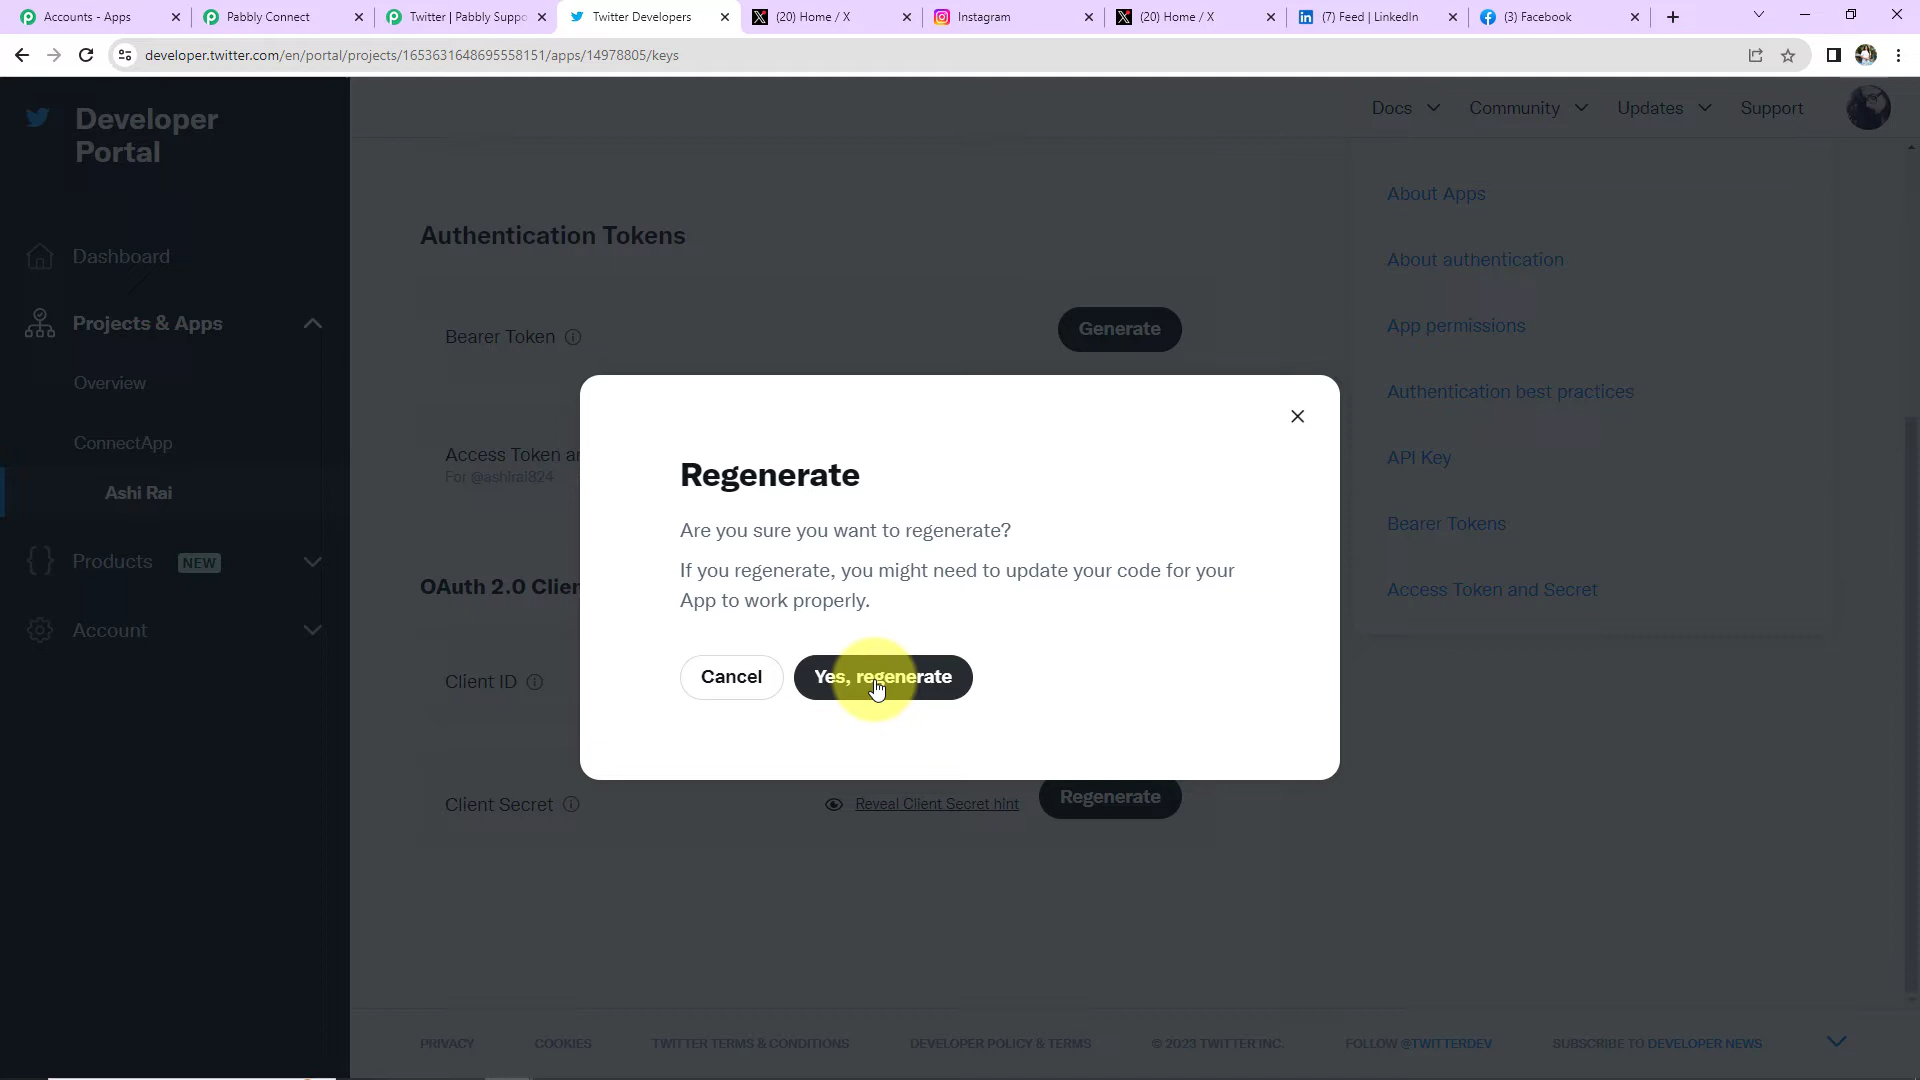 Accounts - Apps
Pabbly Connect
Twitter | Pabbly Suppo
Twitter Developers
(20) Home / X
Instagram
(20) Home / X
(7) Feed | LinkedIn
(3) Facebook
developer.twitter.com/en/portal/projects/1653631648695558151/apps/14978805/keys
Developer
Portal
Docs
Community
Updates
Support
Dashboard
Projects & Apps
Overview
ConnectApp
Ashi Rai
Products NEW
Account
Authentication Tokens
Bearer Token
Generate
Access Token an
For @ashirai824
OAuth 2.0 Clien
Client ID
Client Secret
Reveal Client Secret hint
Regenerate
Regenerate
Are you sure you want to regenerate?
If you regenerate, you might need to update your code for your
App to work properly.
Cancel
Yes, regenerate
About Apps
About authentication
App permissions
Authentication best practices
API Key
Bearer Tokens
Access Token and Secret
PRIVACY
COOKIES
TWITTER TERMS & CONDITIONS
DEVELOPER POLICY & TERMS
© 2023 TWITTER INC.
FOLLOW @TWITTERDEV
SUBSCRIBE TO DEVELOPER NEWS